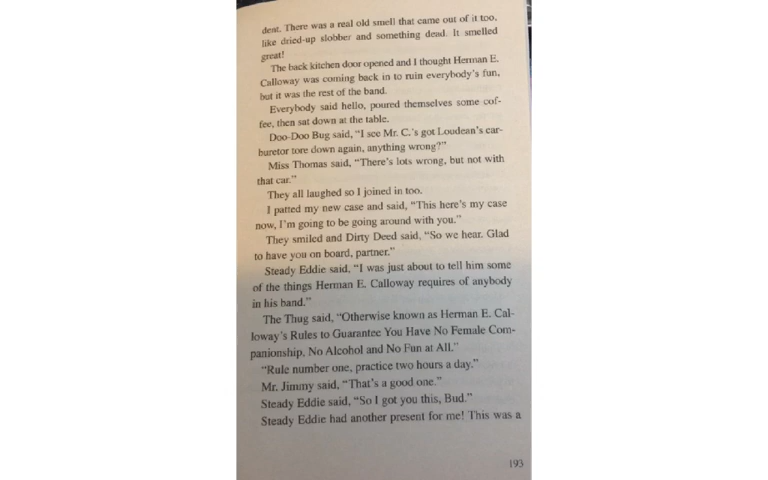 dent. There was a real old smell that came out of it too,
like dried-up slobber and something dead. It smelled
great!
The back kitchen door opened and I thought Herman E.
Calloway was coming back in to ruin everybody's fun,
but it was the rest of the band.
Everybody said hello, poured themselves some cof-
fee, then sat down at the table.
Doo-Doo Bug said, "I see Mr. C.'s got Loudean's car-
buretor tore down again, anything wrong?"
Miss Thomas said, "There's lots wrong, but not with
that car."
They all laughed so I joined in too.
I patted my new case and said, "This here's my case
now, I'm going to be going around with you."
They smiled and Dirty Deed said, "So we hear. Glad
to have you on board, partner."
Steady Eddie said, "I was just about to tell him some
of the things Herman E. Calloway requires of anybody
in his band."
The Thug said, "Otherwise known as Herman E. Cal-
loway's Rules to Guarantee You Have No Female Com-
panionship, No Alcohol and No Fun at All."
"Rule number one, practice two hours a day."
Mr. Jimmy said, "That's a good one."
Steady Eddie said, "So I got you this, Bud."
Steady Eddie had another present for me! This was a
193